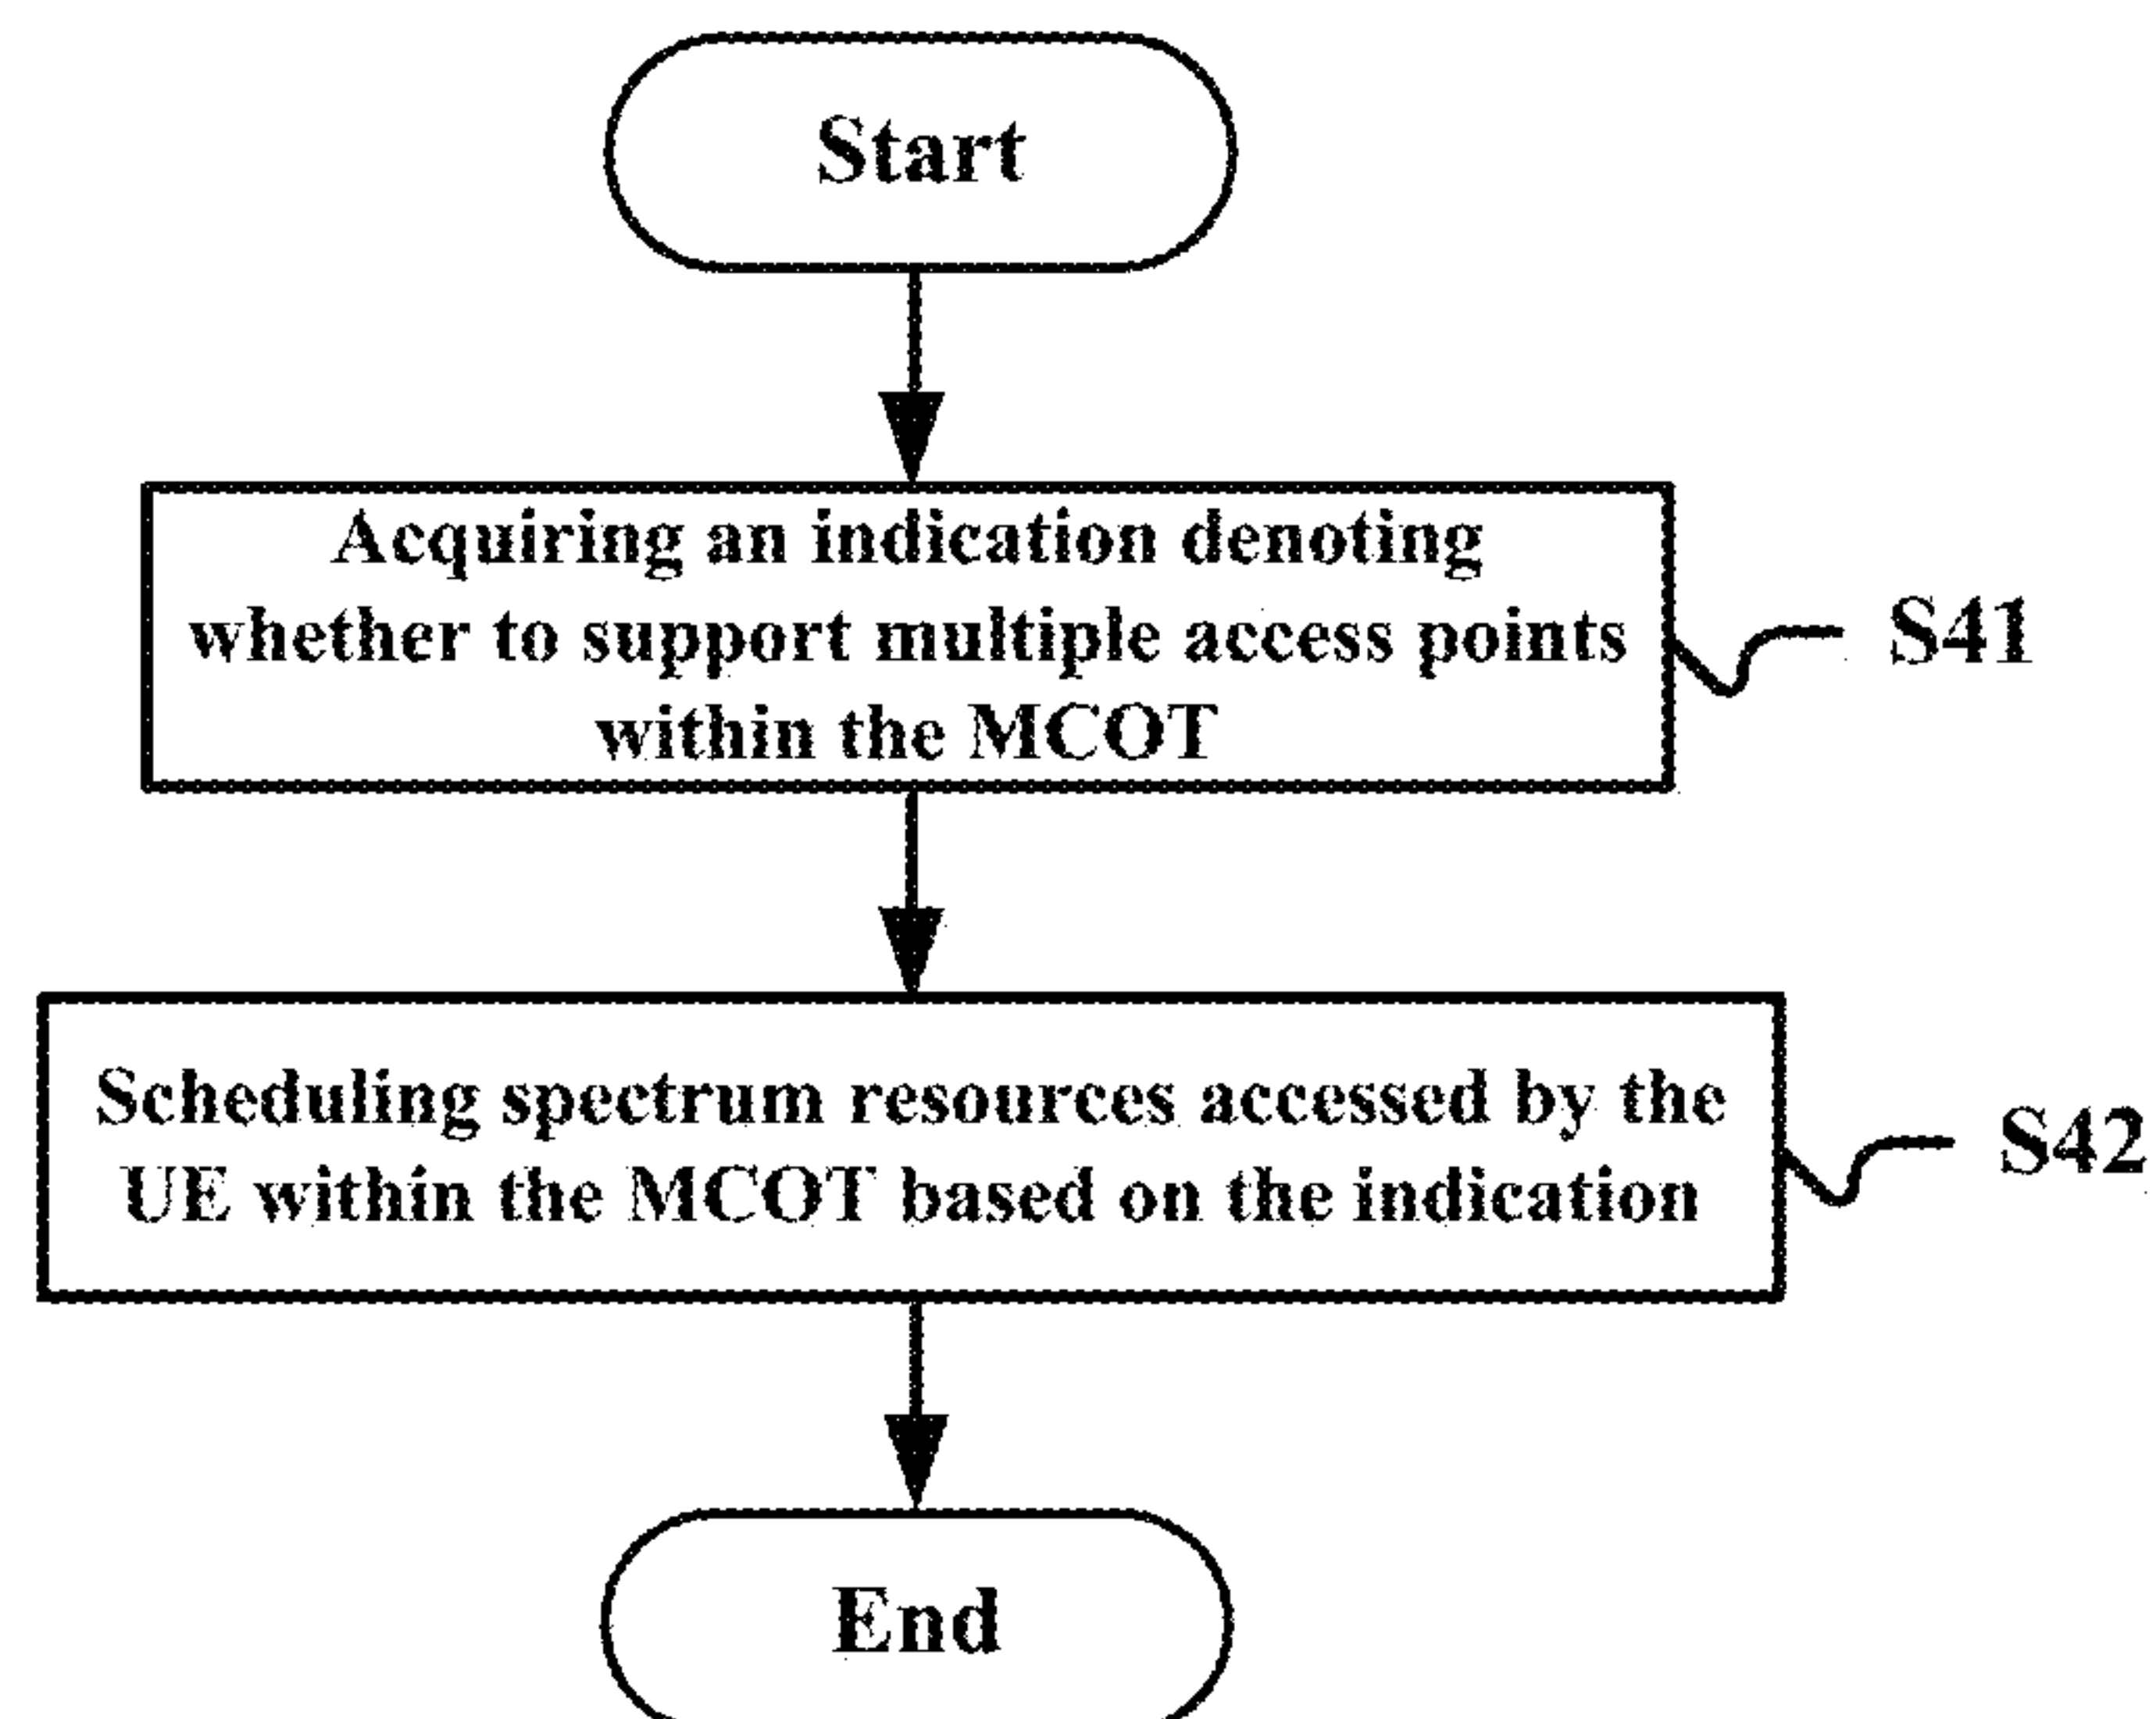 Start
Acquiring an indication denoting
whether to support multiple access points
within the MCOT
S41
Scheduling spectrum resources accessed by the
UE within the MCOT based on the indication
S42
End